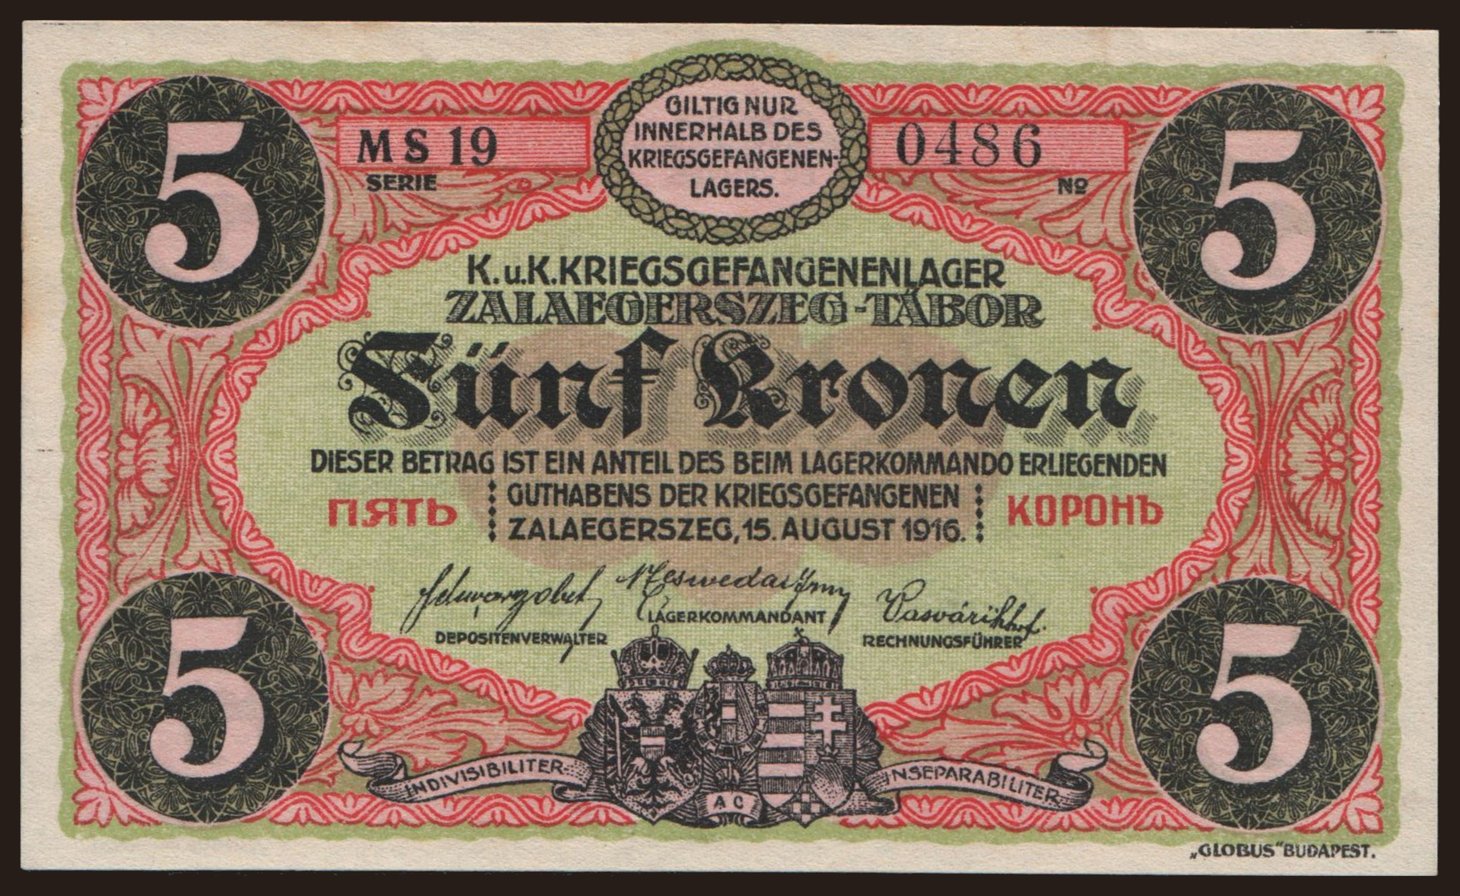 5
5
MS 19
SERIE
GILTIG NUR
INNERHALB DES
KRIEGSGEFANGENEN-
LAGERS.
0486
No
K.u.K.KRIEGSGEFANGENENLAGER
ZALAEGERSZEG-TÁBOR
Fünf Kronen
DIESER BETRAG IST EIN ANTEIL DES BEIM LAGERKOMMANDO ERLIEGENDEN
GUTHABENS DER KRIEGSGEFANGENEN
ZALAEGERSZEG, 15. AUGUST 1916.
ПЯТЬ
КОРОНЪ
LAGERKOMMANDANT
DEPOSITENVERWALTER
RECHNUNGSFÜHRER
INDIVISIBILITER
AC
INSEPARABILITER
5
5
„GLOBUS“ BUDAPEST.